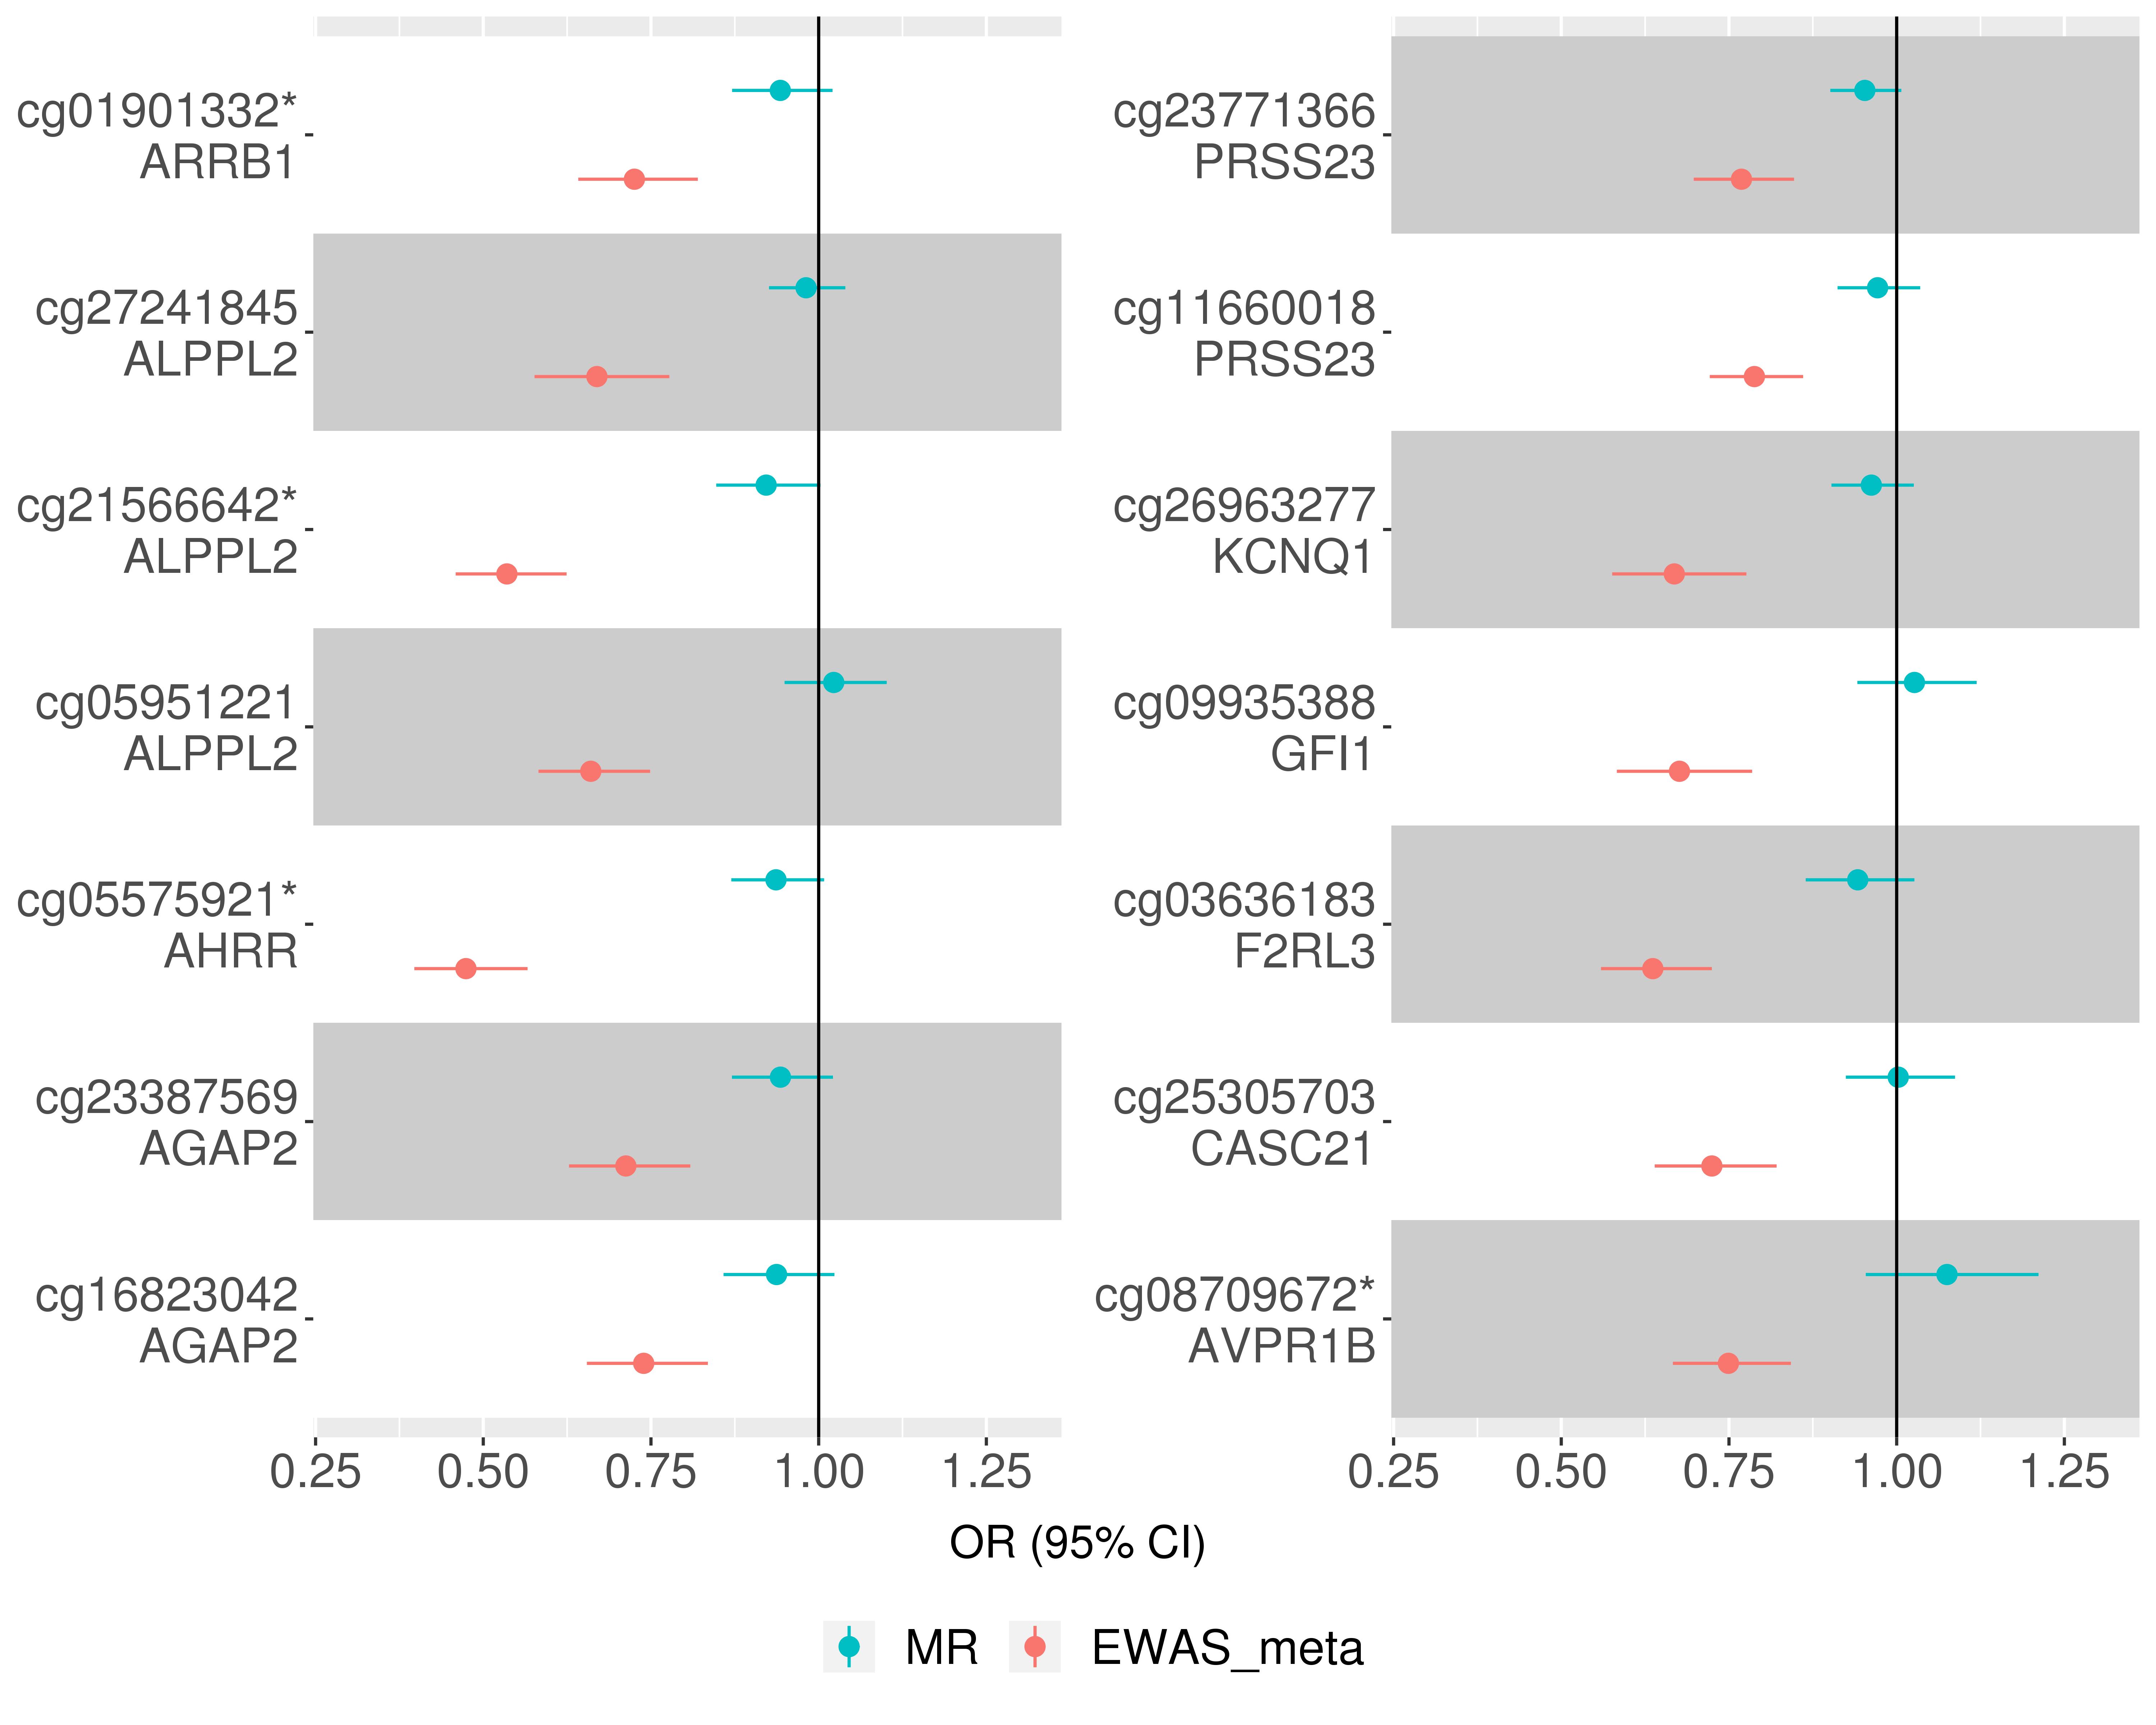 cg01901332*
ARRB1
cg27241845
ALPPL2
cg21566642*
ALPPL2
cg05951221
ALPPL2
cg05575921*
AHRR
cg23387569
AGAP2
cg16823042
AGAP2
0.25 0.50 0.75 1.00 1.25
cg23771366
PRSS23
cg11660018
PRSS23
cg26963277
KCNQ1
cg09935388
GFI1
cg03636183
F2RL3
cg25305703
CASC21
cg08709672*
AVPR1B
0.25 0.50 0.75 1.00 1.25
OR (95% CI)
MR EWAS_meta